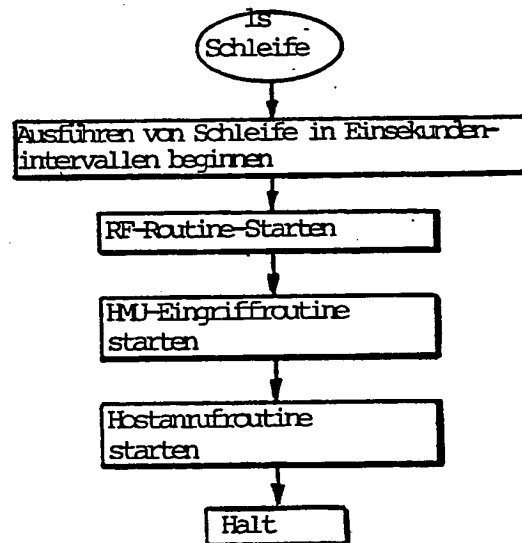 1s
Schleife
Ausführen von Schleife in Einsekunden-
intervallen beginnen
RF-Routine-Starten
HMU-Eingriffroutine
starten
Hostanrufroutine
starten
Halt